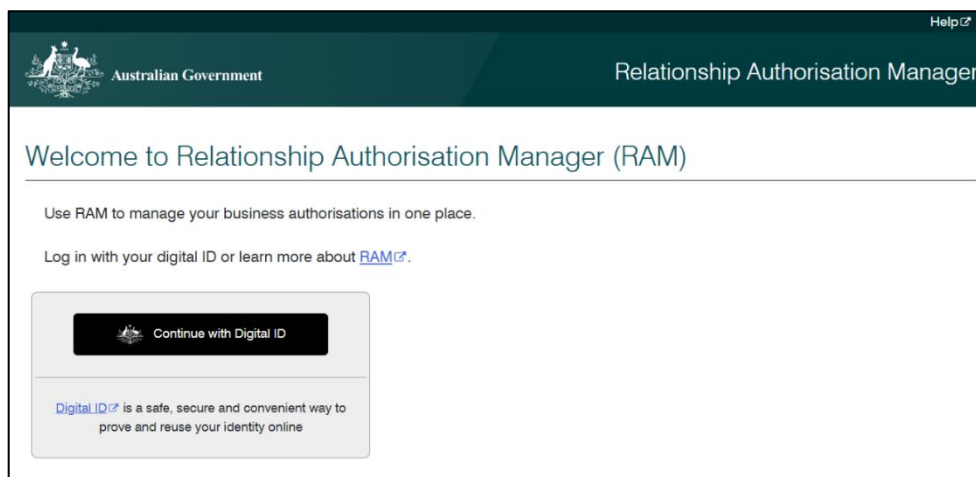 Help
Australian Government
Relationship Authorisation Manager
Welcome to Relationship Authorisation Manager (RAM)
Use RAM to manage your business authorisations in one place.
Log in with your digital ID or learn more about RAM.
Continue with Digital ID
Digital ID is a safe, secure and convenient way to
prove and reuse your identity online